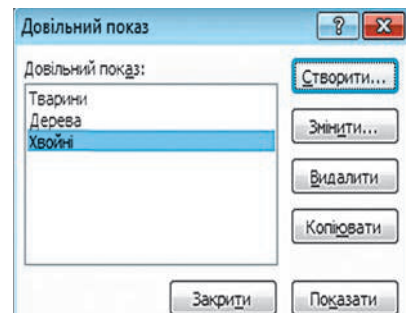 Довільний показ
Довільний показ:
Тварини
Дерева
Хвойні
Створити...
Змінити...
Видалити
Копіювати
Закрити
Показати